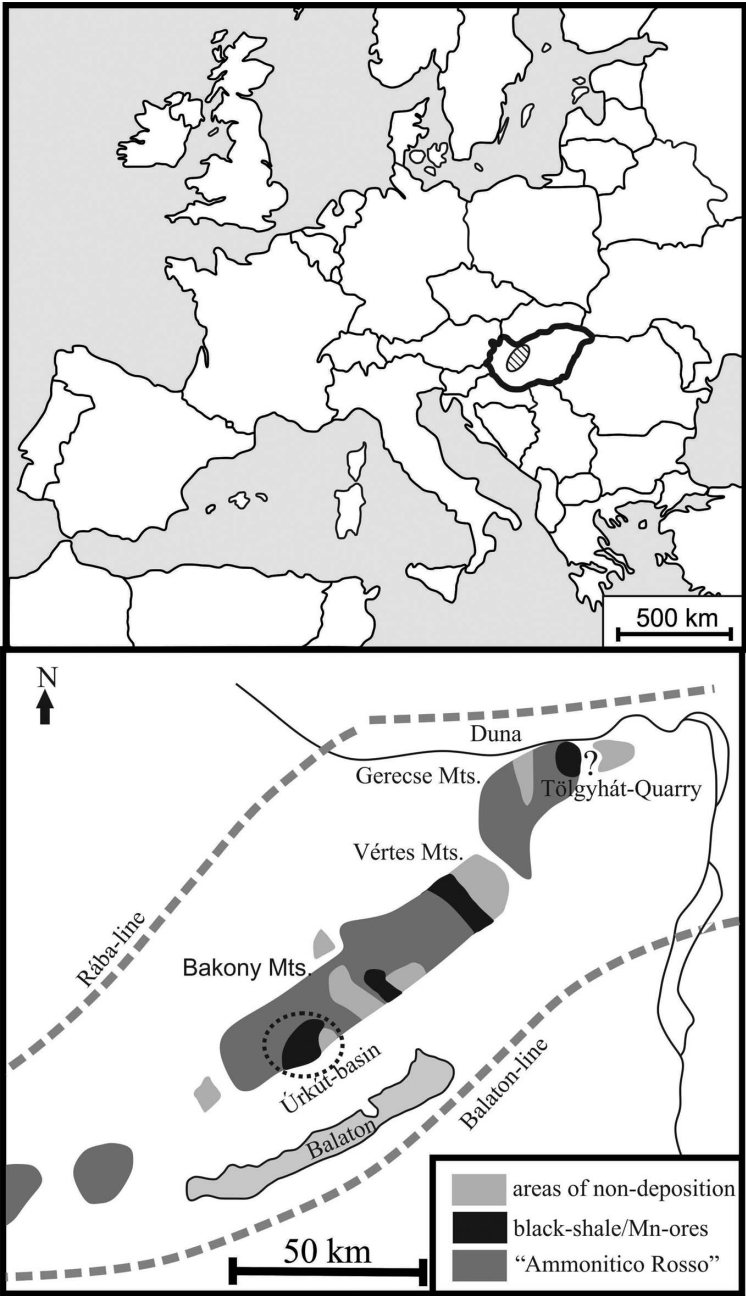 500 km
N
Duna
Gerecse Mts.
?
Tölgyhát-Quarry
Vértes Mts.
Rába-line
Bakony Mts.
Úrkút-basin
Balaton-line
Balaton
areas of non-deposition
black-shale/Mn-ores
“Ammonitico Rosso”
50 km